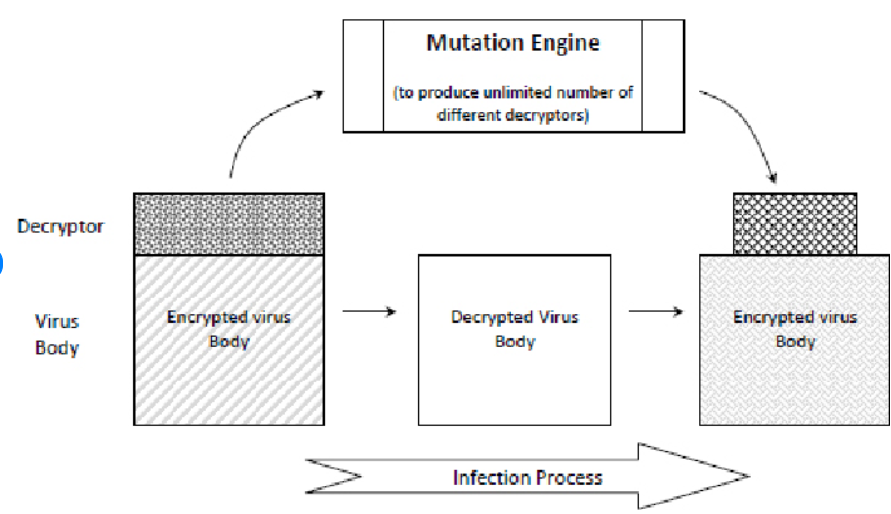 Mutation Engine
(to produce unlimited number of
different decryptors)
Decryptor
Virus
Body
Encrypted virus
Body
Decrypted Virus
Body
Encrypted virus
Body
Infection Process